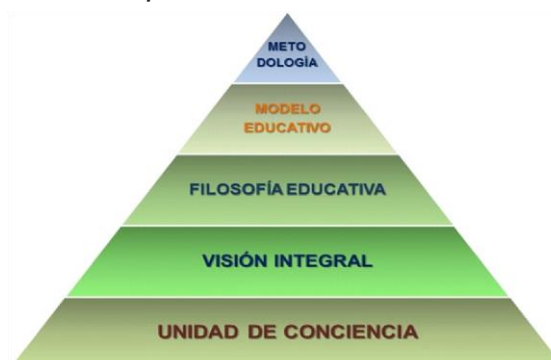 METO
DOLOGÍA
MODELO
EDUCATIVO
FILOSOFÍA EDUCATIVA
VISIÓN INTEGRAL
UNIDAD DE CONCIENCIA